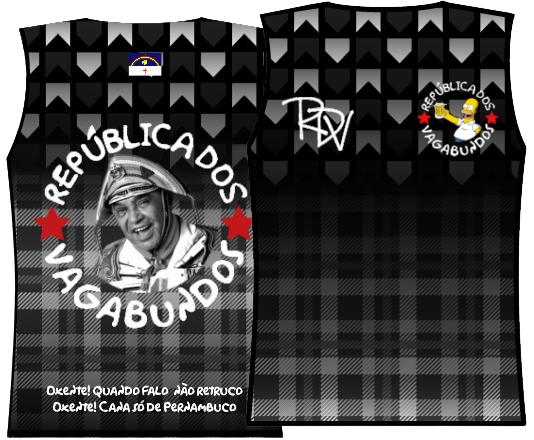 REPÚBLICA DOS
VAGABUNDOS
OXENTE! QUANDO FALO NÃO RETRUCO
OXENTE! CANA SÓ DE PERNAMBUCO
RDV
REPÚBLICA DOS
VAGABUNDOS